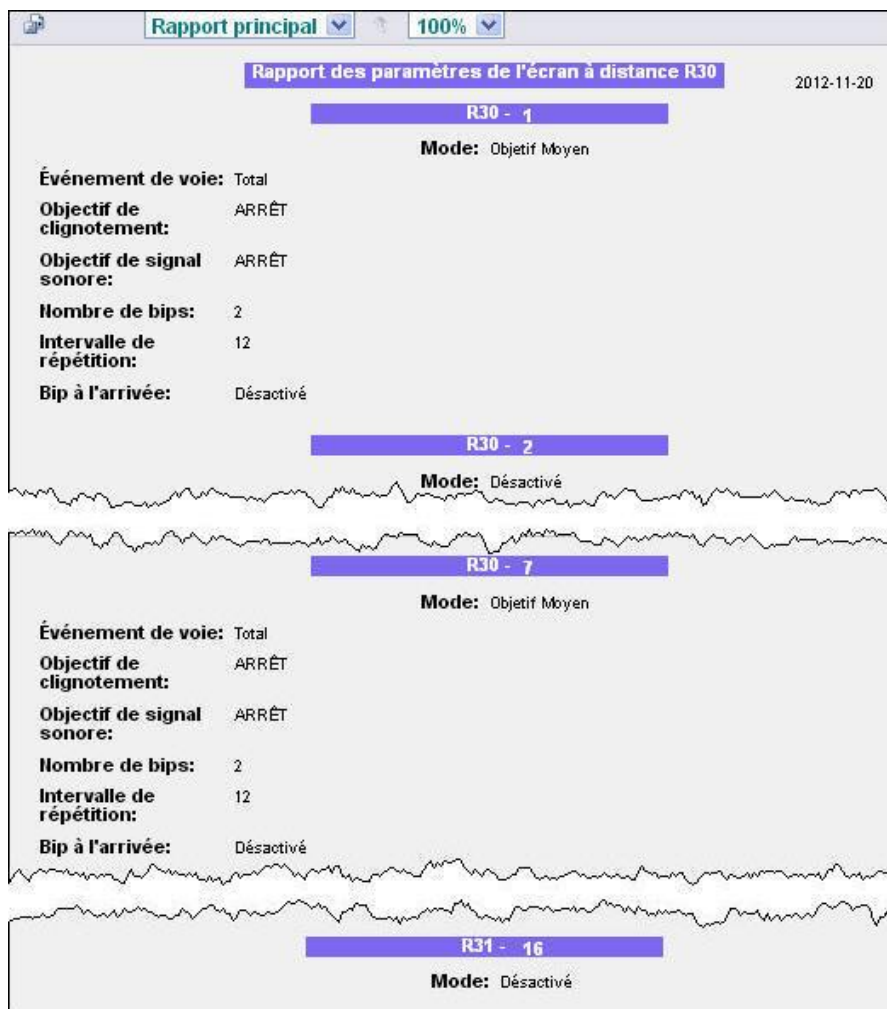 Rapport principal 100%
Rapport des paramètres de l'écran à distance R30
2012-11-20
R30 - 1
Mode: Objetif Moyen
Événement de voie: Total
Objectif de ARRÊT
clignotement:
Objectif de signal ARRÊT
sonore:
Nombre de bips: 2
Intervalle de 12
répétition:
Bip à l'arrivée: Désactivé
R30 - 2
Mode: Désactivé
R30 - 7
Mode: Objetif Moyen
Événement de voie: Total
Objectif de ARRÊT
clignotement:
Objectif de signal ARRÊT
sonore:
Nombre de bips: 2
Intervalle de 12
répétition:
Bip à l'arrivée: Désactivé
R31 - 16
Mode: Désactivé